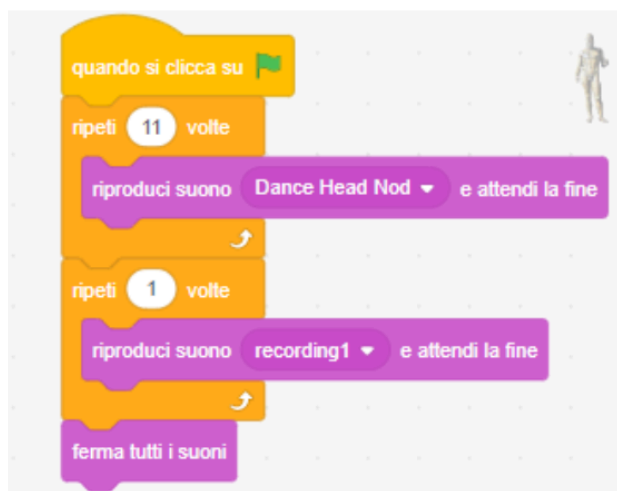 quando si clicca su
ripeti 11 volte
riproduci suono Dance Head Nod e attendi la fine
ripeti 1 volte
riproduci suono recording1 e attendi la fine
ferma tutti i suoni